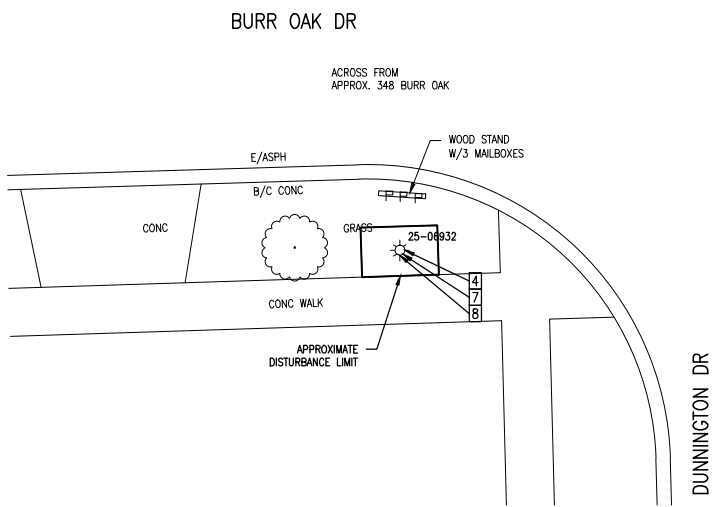 BURR OAK DR
ACROSS FROM
APPROX. 348 BURR OAK
WOOD STAND
W/3 MAILBOXES
E/ASPH
B/C CONC
CONC
GRASS
25-06932
4
7
8
CONC WALK
APPROXIMATE
DISTURBANCE LIMIT
DUNNINGTON DR